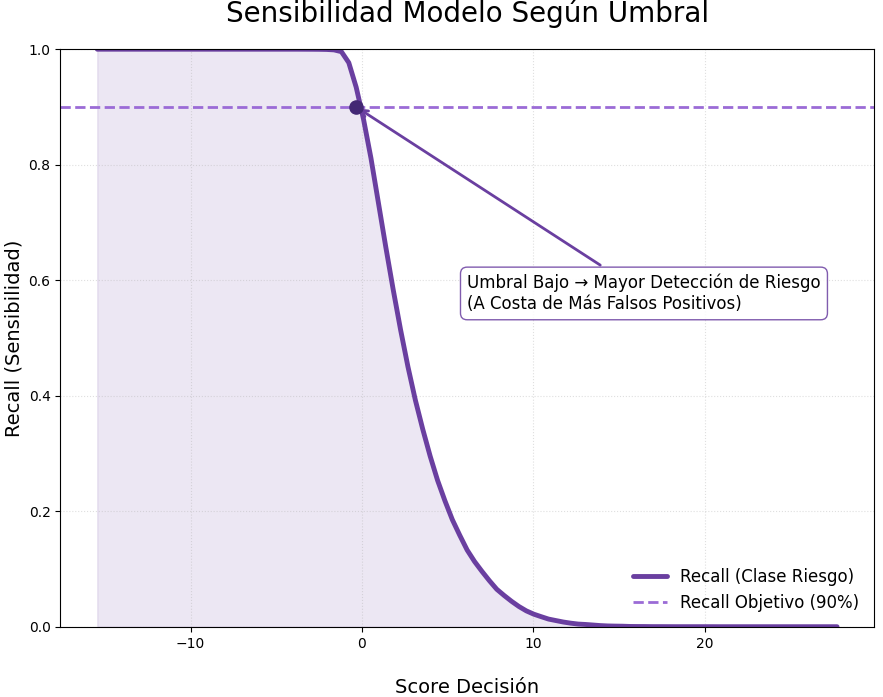 Sensibilidad Modelo Según Umbral
Recall (Sensibilidad)
1.0
0.8
0.6
0.4
0.2
0.0
Umbral Bajo → Mayor Detección de Riesgo
(A Costa de Más Falsos Positivos)
Recall (Clase Riesgo)
Recall Objetivo (90%)
−10
0
10
20
Score Decisión